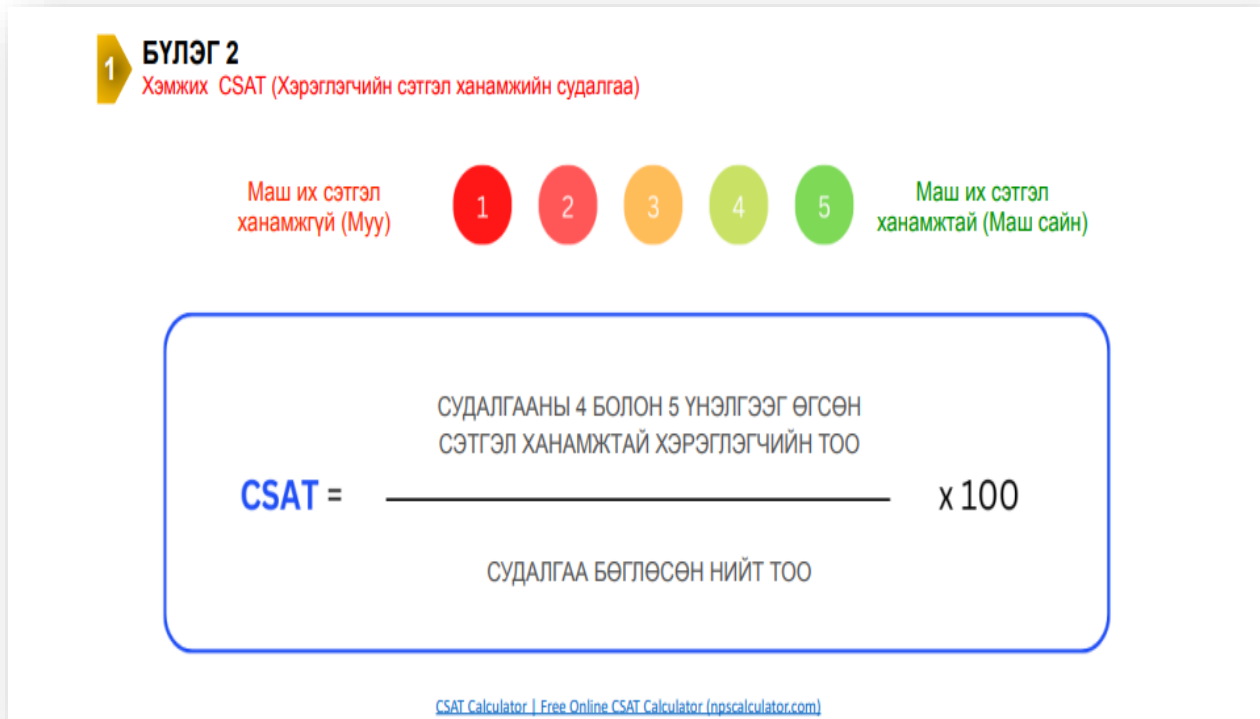 1
БҮЛЭГ 2
Хэмжих CSAT (Хэрэглэгчийн сэтгэл ханамжийн судалгаа)
Маш их сэтгэл
ханамжгүй (Муу)
1 2 3 4 5
Маш их сэтгэл
ханамжтай (Маш сайн)
СУДАЛГААНЫ 4 БОЛОН 5 ҮНЭЛГЭЭГ ӨГСӨН
СЭТГЭЛ ХАНАМЖТАЙ ХЭРЭГЛЭГЧИЙН ТОО
CSAT = x 100
СУДАЛГАА БӨГЛӨСӨН НИЙТ ТОО
CSAT Calculator | Free Online CSAT Calculator (npscalculator.com)